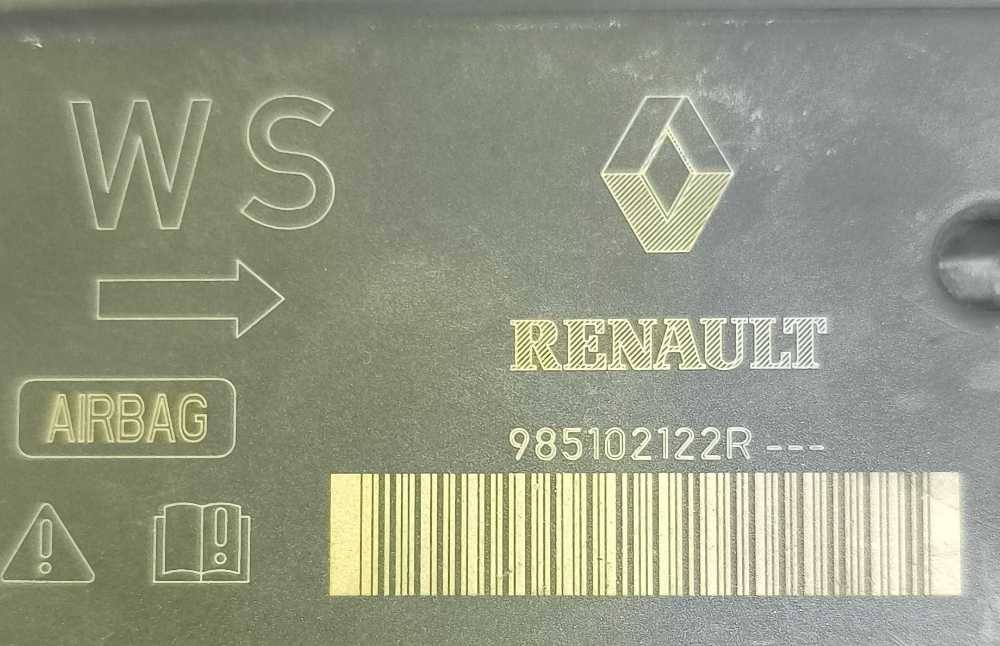 WS
RENAULT
AIRBAG
985102122R---